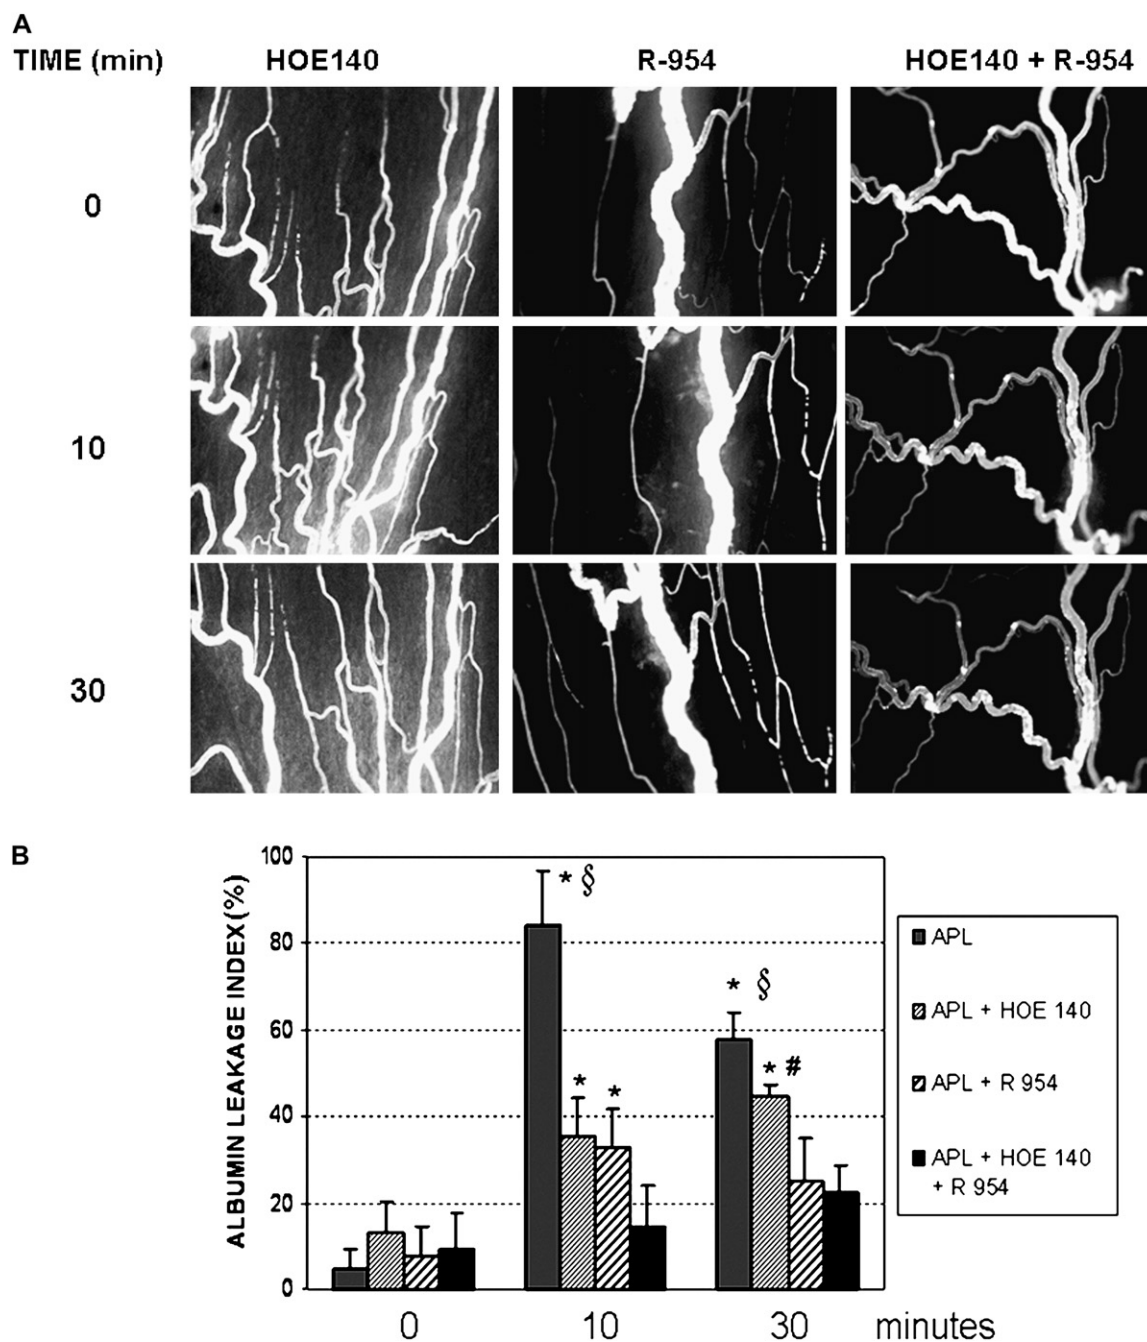 A
TIME (min) HOE140 R-954 HOE140 + R-954
0
10
30
B
ALBUMIN LEAKAGE INDEX(%)
100
80
60
40
20
0
* §
* *
* §
* #
0 10 30 minutes
APL
APL + HOE 140
APL + R 954
APL + HOE 140
+ R 954